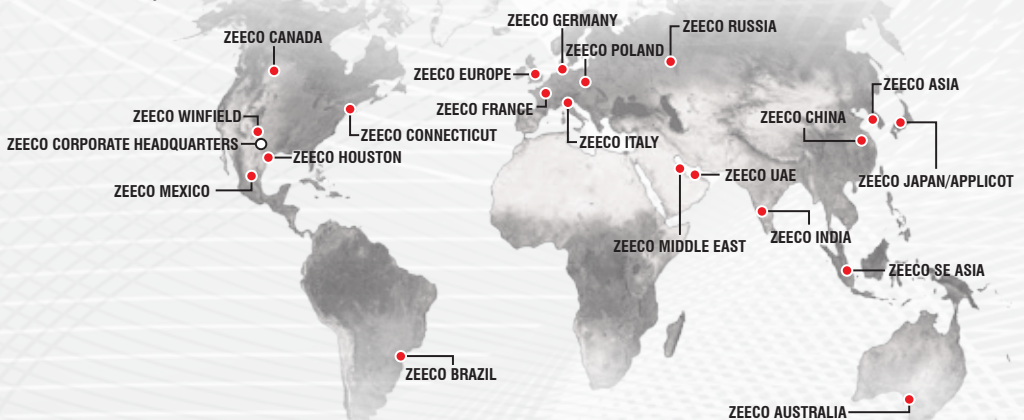 ZEECO GERMANY
ZEECO RUSSIA
ZEECO CANADA
ZEECO POLAND
ZEECO EUROPE
ZEECO ASIA
ZEECO FRANCE
ZEECO WINFIELD
ZEECO CHINA
ZEECO CONNECTICUT
ZEECO CORPORATE HEADQUARTERS
ZEECO ITALY
ZEECO HOUSTON
ZEECO UAE
ZEECO JAPAN/APPLICOT
ZEECO MEXICO
ZEECO INDIA
ZEECO MIDDLE EAST
ZEECO SE ASIA
ZEECO BRAZIL
ZEECO AUSTRALIA